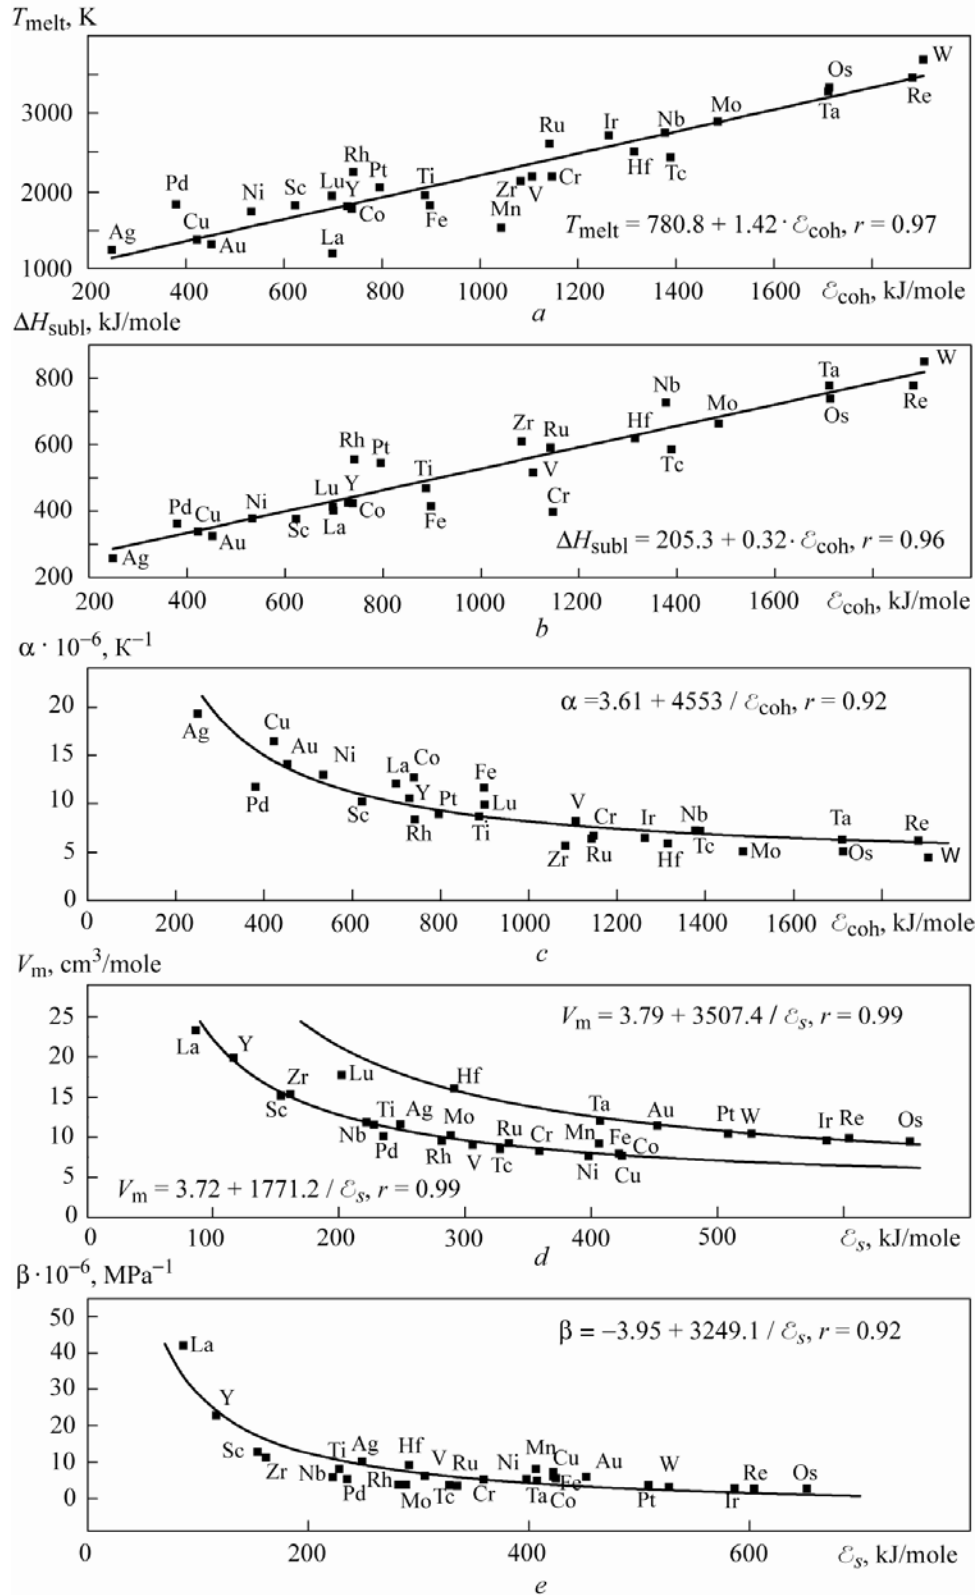 T_melt, K
W
Os
Re
Ta
3000
Mo
Nb
Ir
Ru
Hf
Tc
Rh
Pt
Ti
Lu
Y
Zr
V
Cr
2000
Pd
Ni
Sc
Co
Fe
Mn
Cu
Ag
Au
La
T_melt = 780.8 + 1.42 · ℰ_coh, r = 0.97
1000
200 400 600 800 1000 1200 1400 1600 ℰ_coh, kJ/mole
a
ΔH_subl, kJ/mole
W
800
Ta
Re
Os
Nb
Mo
Hf
Tc
600
Zr
Ru
V
Rh
Pt
Ti
Cr
Lu
Y
400
Pd
Cu
Ni
Sc
La
Co
Fe
Au
Ag
ΔH_subl = 205.3 + 0.32 · ℰ_coh, r = 0.96
200
200 400 600 800 1000 1200 1400 1600 ℰ_coh, kJ/mole
b
α · 10⁻⁶, K⁻¹
20
α =3.61 + 4553 / ℰ_coh, r = 0.92
Ag
Cu
15
Au
Ni
La
Co
Fe
Pd
10
Sc
Y
Rh
Pt
Lu
Ti
V
Cr
Ir
Nb
Ta
Re
5
Zr
Ru
Hf
Tc
Mo
Os
W
0
0 200 400 600 800 1000 1200 1400 1600 ℰ_coh, kJ/mole
c
V_m, cm³/mole
25
V_m = 3.79 + 3507.4 / ℰ_s, r = 0.99
La
Y
20
Lu
Hf
Zr
15
Sc
Ti
Ag
Mo
Ta
Au
Pt
W
Ir
Re
Os
10
Nb
Pd
Rh
V
Ru
Tc
Cr
Mn
Fe
Co
Ni
Cu
5
V_m = 3.72 + 1771.2 / ℰ_s, r = 0.99
0
0 100 200 300 400 500 ℰ_s, kJ/mole
d
β·10⁻⁶, MPa⁻¹
50
β = −3.95 + 3249.1 / ℰ_s, r = 0.92
40
La
30
Y
20
Sc
Zr
10
Nb
Ti
Pd
Ag
Rh
Hf
Mo
V
Tc
Ru
Cr
Ni
Mn
Ta
Cu
Fe
Co
Au
Pt
W
Ir
Re
Os
0
0 200 400 600 ℰ_s, kJ/mole
e